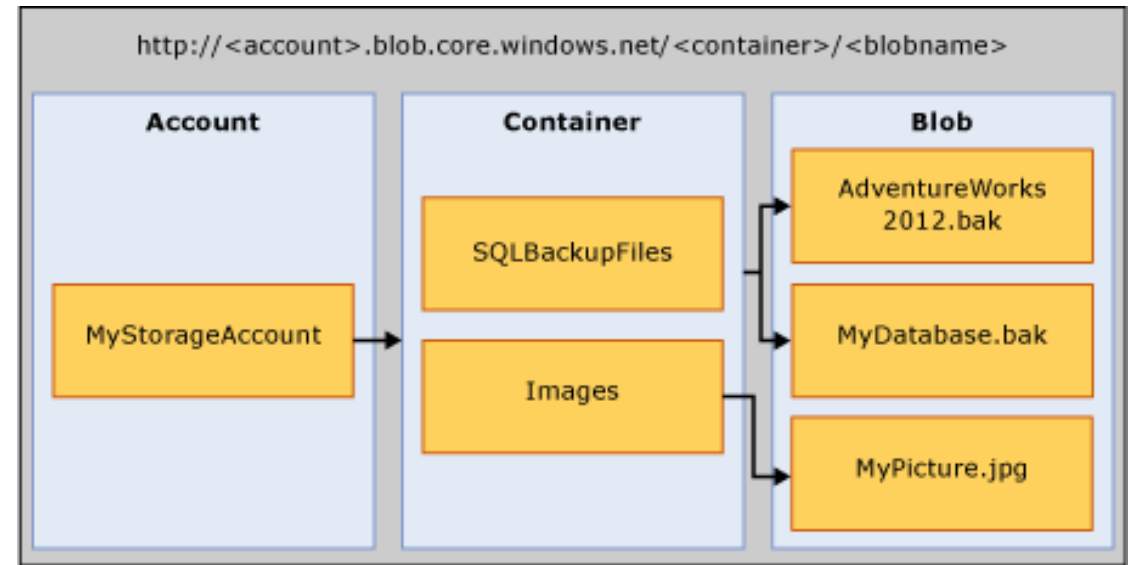 http://<account>.blob.core.windows.net/<container>/<blobname>
Account
MyStorageAccount
Container
SQLBackupFiles
Images
Blob
AdventureWorks
2012.bak
MyDatabase.bak
MyPicture.jpg